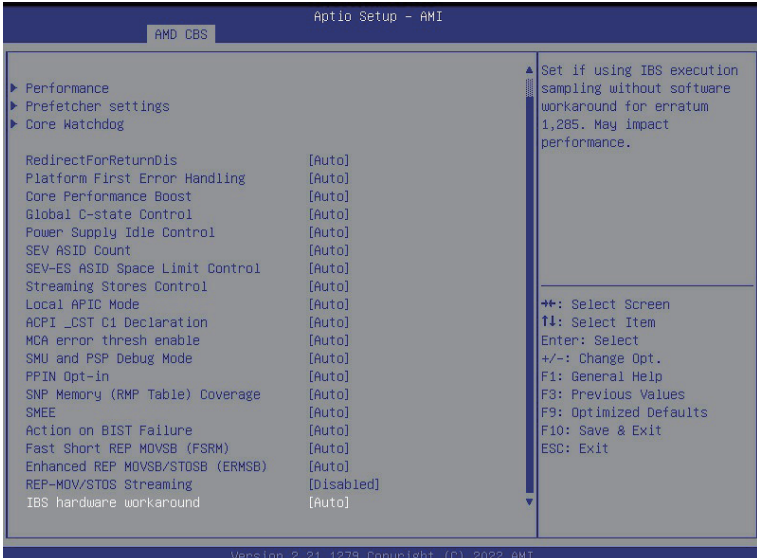 Aptio Setup – AMI
AMD CBS
Performance
Prefetcher settings
Core Watchdog
RedirectForReturnDis [Auto]
Platform First Error Handling [Auto]
Core Performance Boost [Auto]
Global C-state Control [Auto]
Power Supply Idle Control [Auto]
SEV ASID Count [Auto]
SEV-ES ASID Space Limit Control [Auto]
Streaming Stores Control [Auto]
Local APIC Mode [Auto]
ACPI _CST C1 Declaration [Auto]
MCA error thresh enable [Auto]
SMU and PSP Debug Mode [Auto]
PPIN Opt-in [Auto]
SNP Memory (RMP Table) Coverage [Auto]
SMEE [Auto]
Action on BIST Failure [Auto]
Fast Short REP MOVSB (FSRM) [Auto]
Enhanced REP MOVSB/STOSB (ERMSB) [Auto]
REP-MOV/STOS Streaming [Disabled]
IBS hardware workaround [Auto]
Set if using IBS execution
sampling without software
workaround for erratum
1,285. May impact
performance.
→←: Select Screen
↑↓: Select Item
Enter: Select
+/-: Change Opt.
F1: General Help
F3: Previous Values
F9: Optimized Defaults
F10: Save & Exit
ESC: Exit
Version 2.21.1279 Copyright (C) 2022 AMI